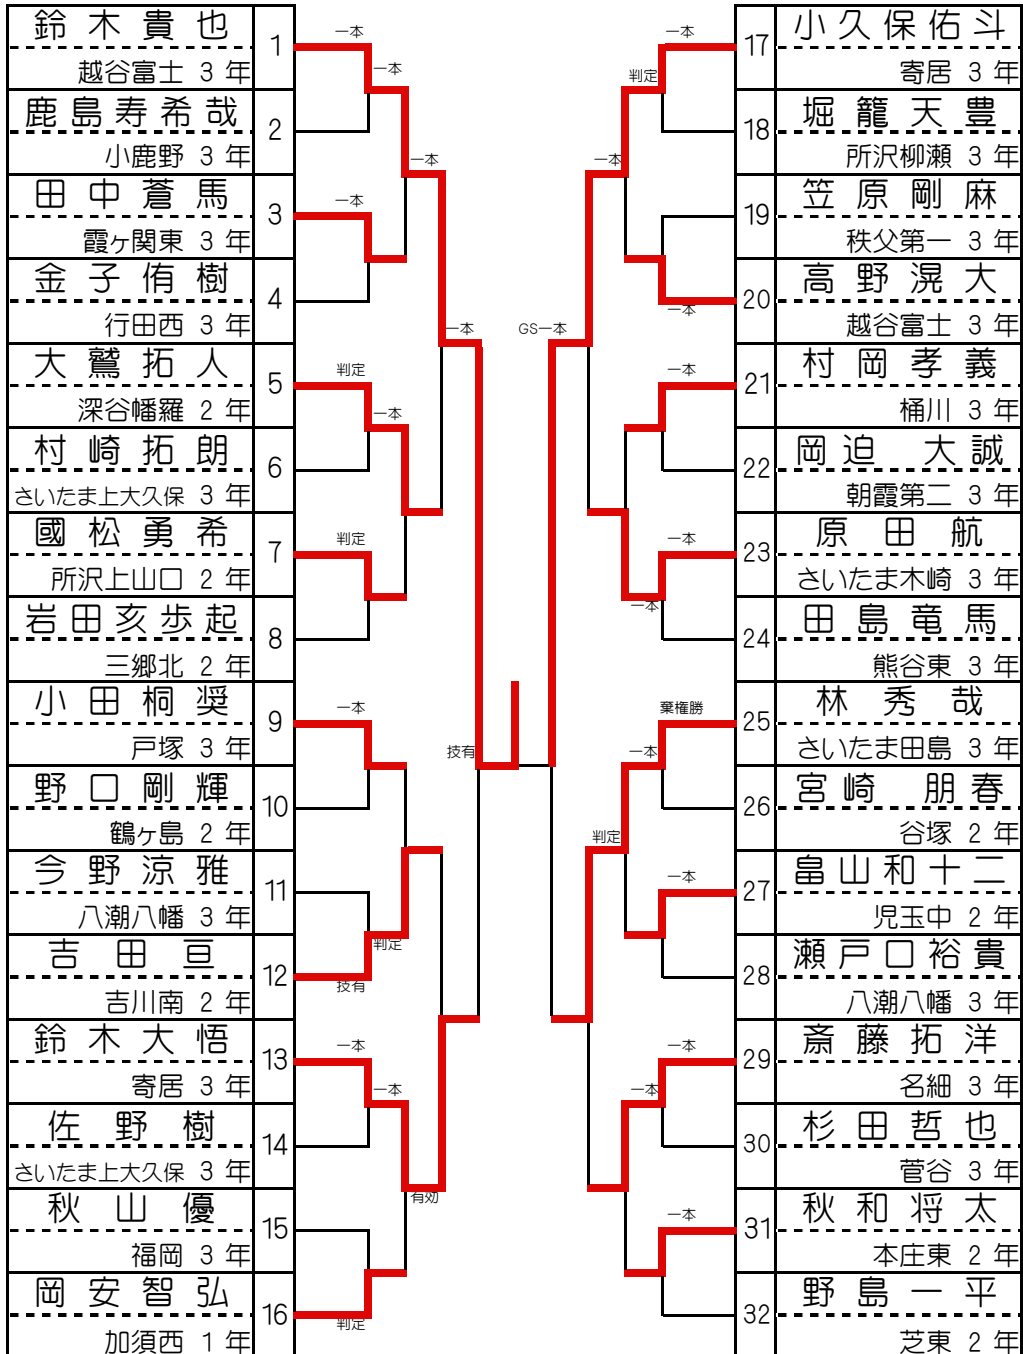 鈴木貴也
1
越谷富士 3 年
鹿島寿希哉
2
小鹿野 3 年
田中蒼馬
3
霞ヶ関東 3 年
金子侑樹
4
行田西 3 年
大鷲拓人
5
深谷幡羅 2 年
村崎拓朗
6
さいたま上大久保 3 年
國松勇希
7
所沢上山口 2 年
岩田亥歩起
8
三郷北 2 年
小田桐奨
9
戸塚 3 年
野口剛輝
10
鶴ヶ島 2 年
今野涼雅
11
八潮八幡 3 年
吉田亘
12
吉川南 2 年
鈴木大悟
13
寄居 3 年
佐野樹
14
さいたま上大久保 3 年
秋山優
15
福岡 3 年
岡安智弘
16
加須西 1 年
一本
一本
一本
一本
一本
判定
一本
判定
一本
技有
判定
技有
一本
一本
有効
判定
一本
判定
一本
一本
GS一本
一本
一本
一本
棄権勝
一本
判定
一本
一本
一本
一本
17
小久保佑斗
寄居 3 年
18
堀籠天豊
所沢柳瀬 3 年
19
笠原剛麻
秩父第一 3 年
20
高野滉大
越谷富士 3 年
21
村岡孝義
桶川 3 年
22
岡迫 大誠
朝霞第二 3 年
23
原田航
さいたま木崎 3 年
24
田島竜馬
熊谷東 3 年
25
林秀哉
さいたま田島 3 年
26
宮崎 朋春
谷塚 2 年
27
畠山和十二
児玉中 2 年
28
瀬戸口裕貴
八潮八幡 3 年
29
斎藤拓洋
名細 3 年
30
杉田哲也
菅谷 3 年
31
秋和将太
本庄東 2 年
32
野島一平
芝東 2 年